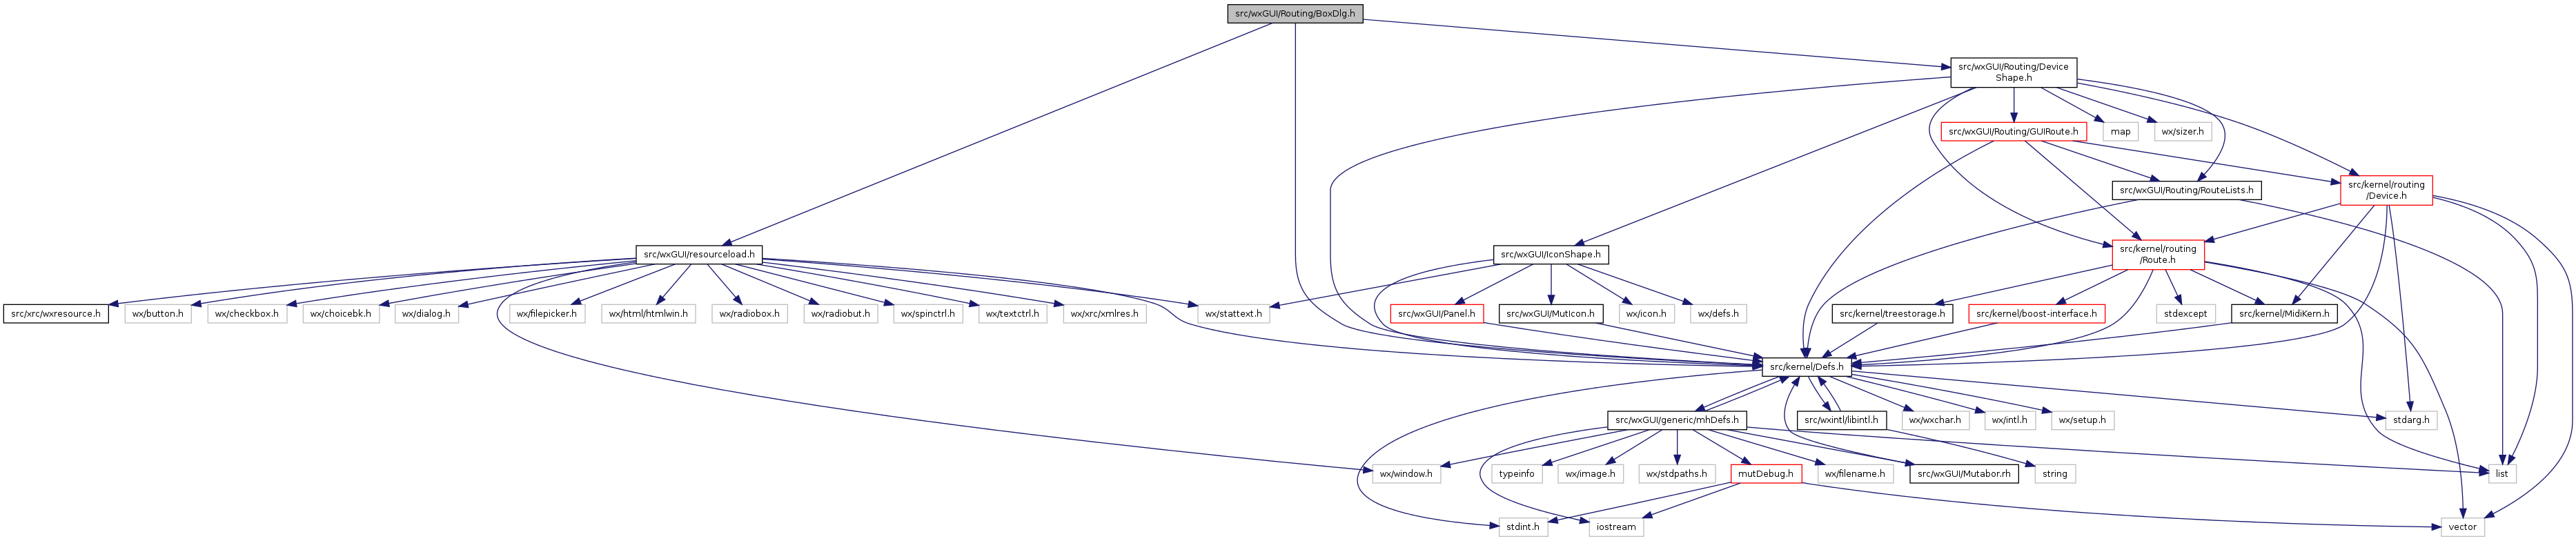 src/wxGUI/Routing/BoxDlg.h
src/wxGUI/Routing/Device
Shape.h
src/wxGUI/Routing/GUIRoute.h
map
wx/sizer.h
src/kernel/routing
/Device.h
src/wxGUI/Routing/RouteLists.h
src/wxGUI/resourceload.h
src/wxGUI/IconShape.h
src/kernel/routing
/Route.h
src/xrc/wxresource.h
wx/button.h
wx/checkbox.h
wx/choicebk.h
wx/dialog.h
wx/filepicker.h
wx/html/htmlwin.h
wx/radiobox.h
wx/radiobut.h
wx/spinctrl.h
wx/textctrl.h
wx/xrc/xmlres.h
wx/stattext.h
src/wxGUI/Panel.h
src/wxGUI/MutIcon.h
wx/icon.h
wx/defs.h
src/kernel/treestorage.h
src/kernel/boost-interface.h
stdexcept
src/kernel/MidiKern.h
src/kernel/Defs.h
src/wxGUI/generic/mhDefs.h
src/wxintl/libintl.h
wx/wxchar.h
wx/intl.h
wx/setup.h
stdarg.h
wx/window.h
typeinfo
wx/image.h
wx/stdpaths.h
mutDebug.h
wx/filename.h
src/wxGUI/Mutabor.rh
string
list
stdint.h
iostream
vector